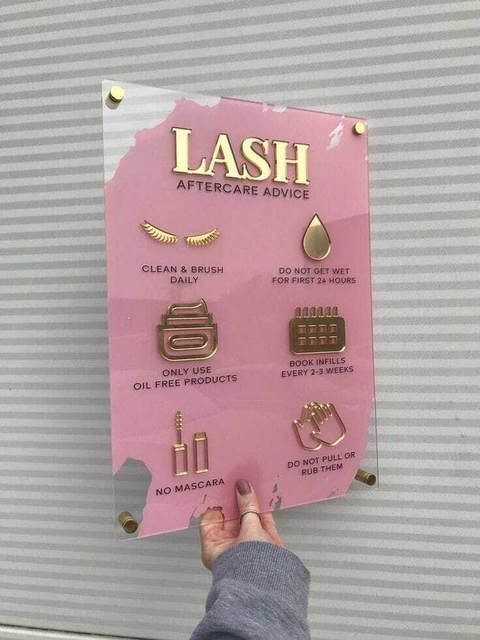 LASH
AFTERCARE ADVICE
CLEAN & BRUSH
DAILY
DO NOT GET WET
FOR FIRST 24 HOURS
ONLY USE
OIL FREE PRODUCTS
BOOK INFILLS
EVERY 2-3 WEEKS
NO MASCARA
DO NOT PULL OR
RUB THEM